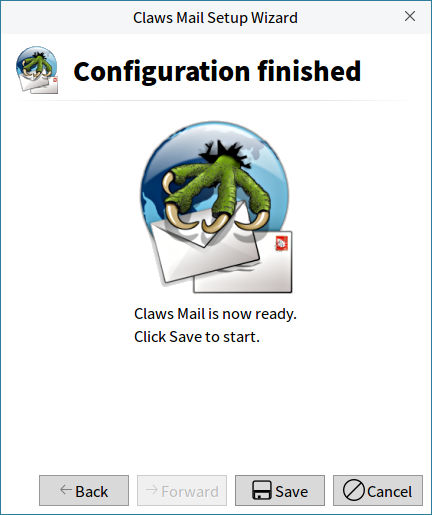 Claws Mail Setup Wizard
Configuration finished
Claws Mail is now ready.
Click Save to start.
Back
Forward
Save
Cancel